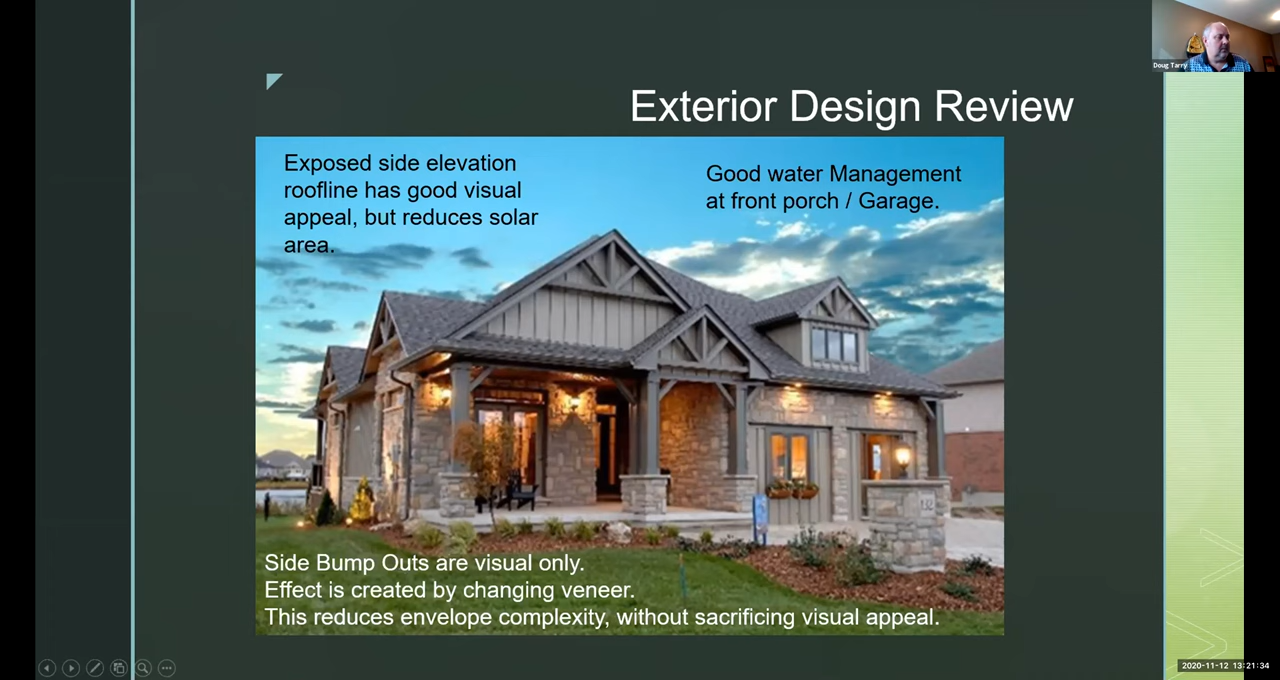 Doug Tarry
Exterior Design Review
Exposed side elevation
roofline has good visual
appeal, but reduces solar
area.
Good water Management
at front porch / Garage.
132
Side Bump Outs are visual only.
Effect is created by changing veneer.
This reduces envelope complexity, without sacrificing visual appeal.
2020-11-12 13:21:34